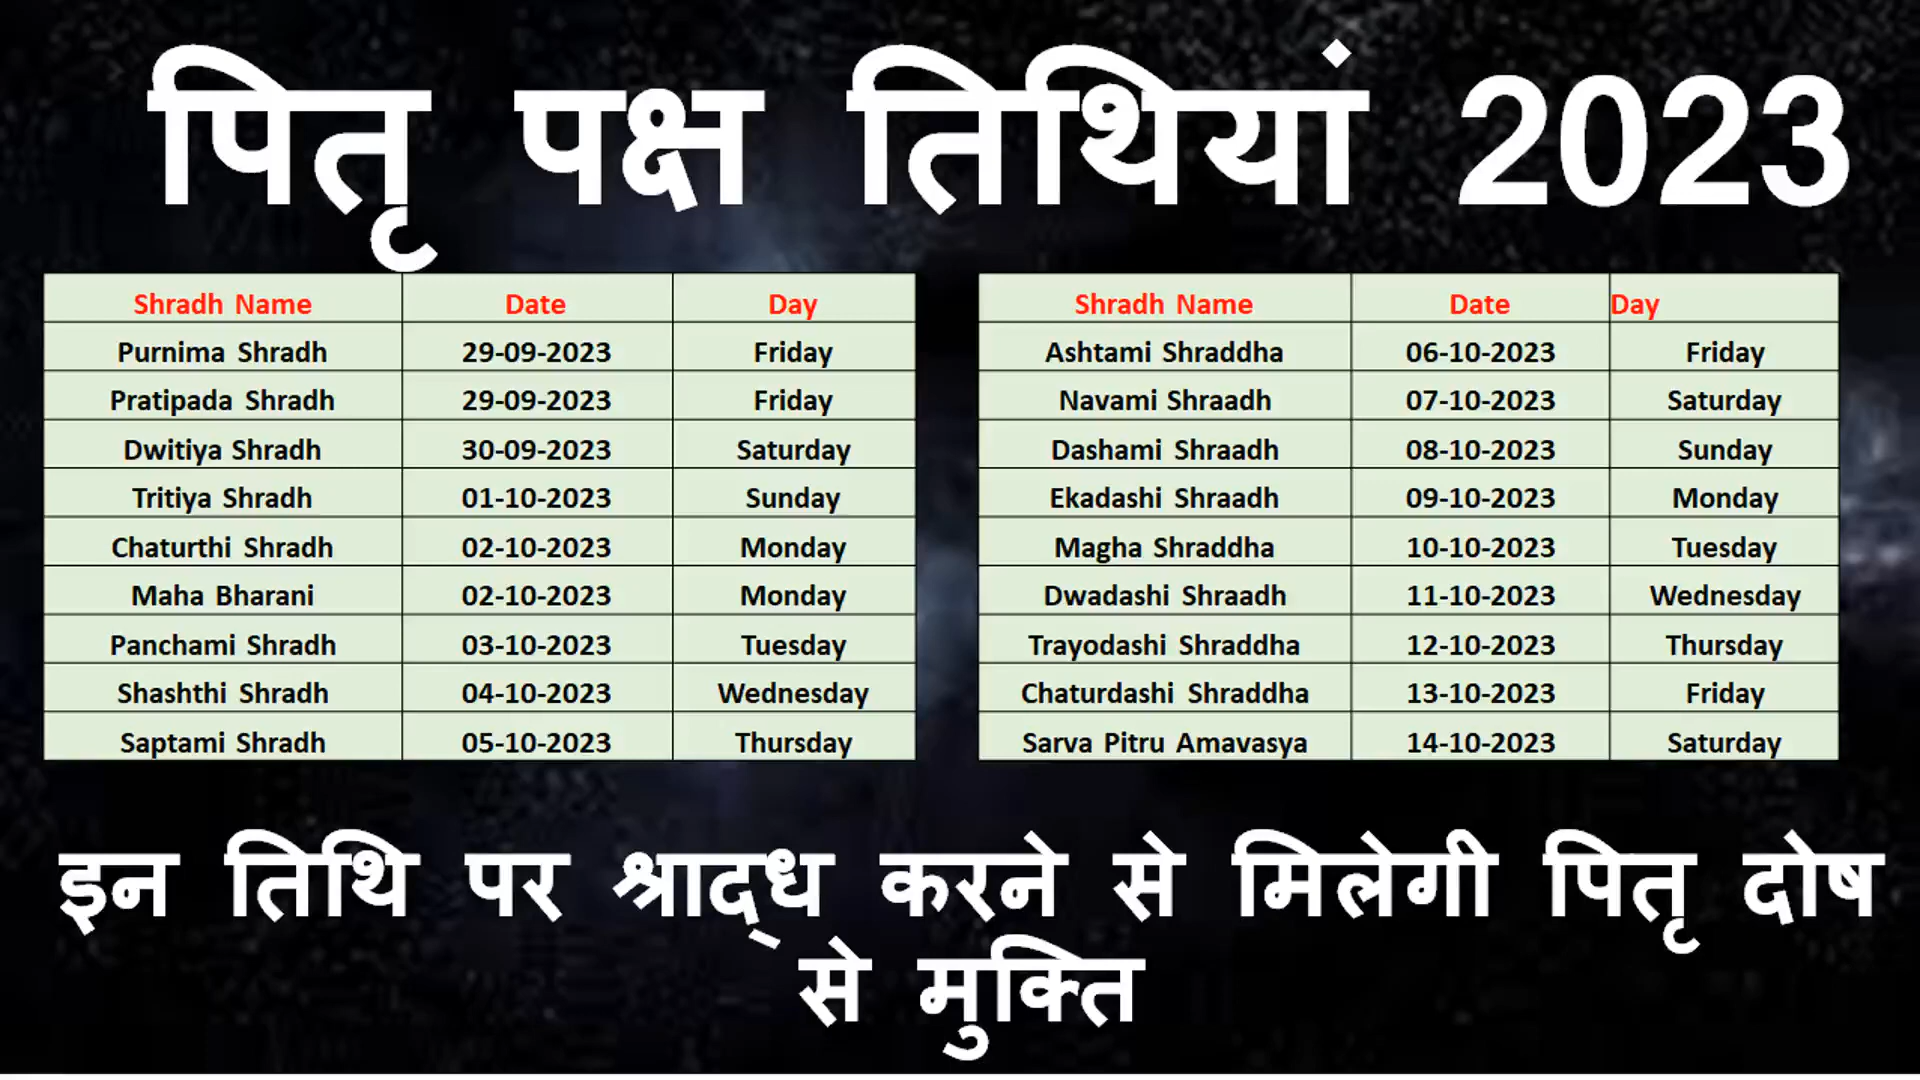 पितृ पक्ष तिथियां 2023
Shradh Name Date Day
Purnima Shradh 29-09-2023 Friday
Pratipada Shradh 29-09-2023 Friday
Dwitiya Shradh 30-09-2023 Saturday
Tritiya Shradh 01-10-2023 Sunday
Chaturthi Shradh 02-10-2023 Monday
Maha Bharani 02-10-2023 Monday
Panchami Shradh 03-10-2023 Tuesday
Shashthi Shradh 04-10-2023 Wednesday
Saptami Shradh 05-10-2023 Thursday
Shradh Name Date Day
Ashtami Shraddha 06-10-2023 Friday
Navami Shraadh 07-10-2023 Saturday
Dashami Shraadh 08-10-2023 Sunday
Ekadashi Shraadh 09-10-2023 Monday
Magha Shraddha 10-10-2023 Tuesday
Dwadashi Shraadh 11-10-2023 Wednesday
Trayodashi Shraddha 12-10-2023 Thursday
Chaturdashi Shraddha 13-10-2023 Friday
Sarva Pitru Amavasya 14-10-2023 Saturday
इन तिथि पर श्राद्ध करने से मिलेगी पितृ दोष
से मुक्ति